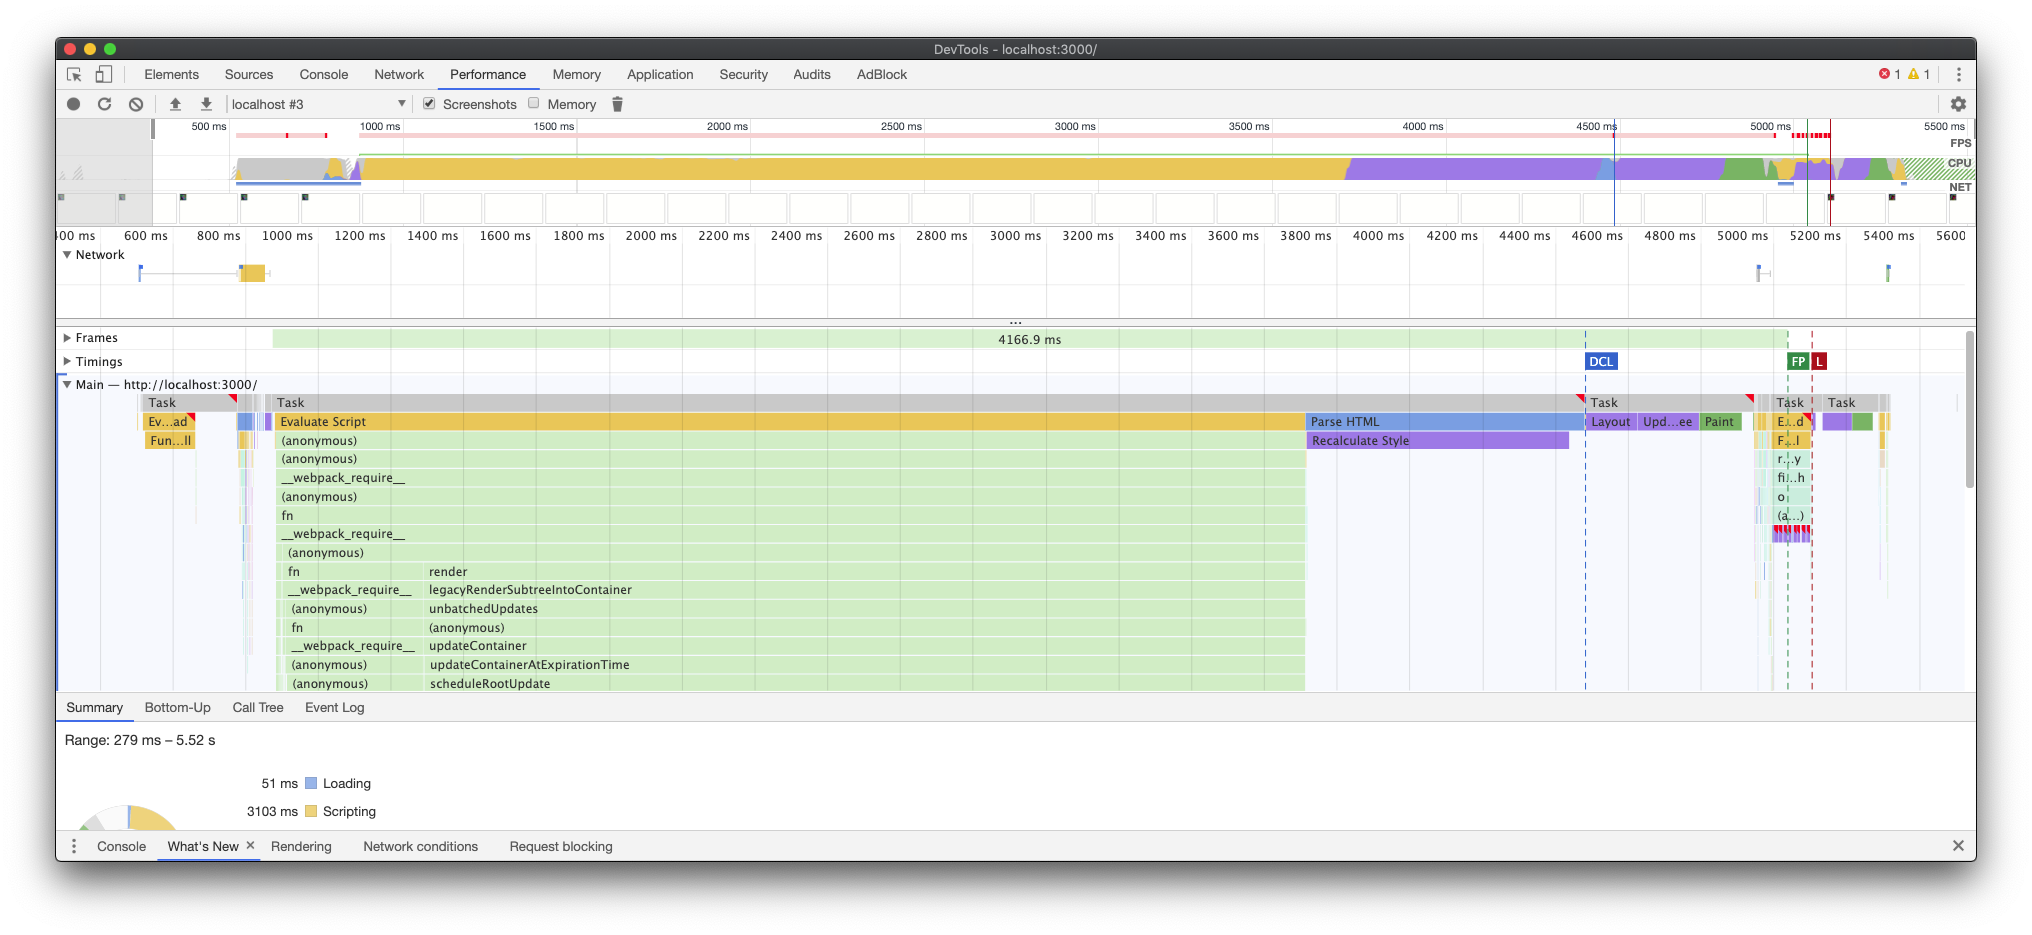 DevTools - localhost:3000/
Elements Sources Console Network Performance Memory Application Security Audits AdBlock 1 1
localhost #3 Screenshots Memory
500 ms 1000 ms 1500 ms 2000 ms 2500 ms 3000 ms 3500 ms 4000 ms 4500 ms 5000 ms 5500 ms
FPS
CPU
NET
400 ms 600 ms 800 ms 1000 ms 1200 ms 1400 ms 1600 ms 1800 ms 2000 ms 2200 ms 2400 ms 2600 ms 2800 ms 3000 ms 3200 ms 3400 ms 3600 ms 3800 ms 4000 ms 4200 ms 4400 ms 4600 ms 4800 ms 5000 ms 5200 ms 5400 ms 5600
Network
...
Frames 4166.9 ms
Timings DCL FP L
Main — http://localhost:3000/
Task Task Task Task Task
Ev...ad Evaluate Script Parse HTML Layout Upd...ee Paint E...d
Fun...ll (anonymous) Recalculate Style F...l
(anonymous) r...y
__webpack_require__ fi...h
(anonymous) o
fn (a...)
__webpack_require__
(anonymous)
fn render
__webpack_require__ legacyRenderSubtreeIntoContainer
(anonymous) unbatchedUpdates
fn (anonymous)
__webpack_require__ updateContainer
(anonymous) updateContainerAtExpirationTime
(anonymous) scheduleRootUpdate
Summary Bottom-Up Call Tree Event Log
Range: 279 ms – 5.52 s
51 ms Loading
3103 ms Scripting
Console What's New Rendering Network conditions Request blocking